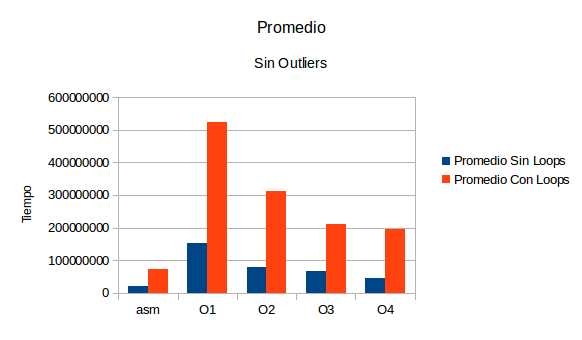 Promedio
Sin Outliers
600000000
500000000
400000000
300000000
200000000
100000000
0
Tiempo
asm O1 O2 O3 O4
Promedio Sin Loops
Promedio Con Loops